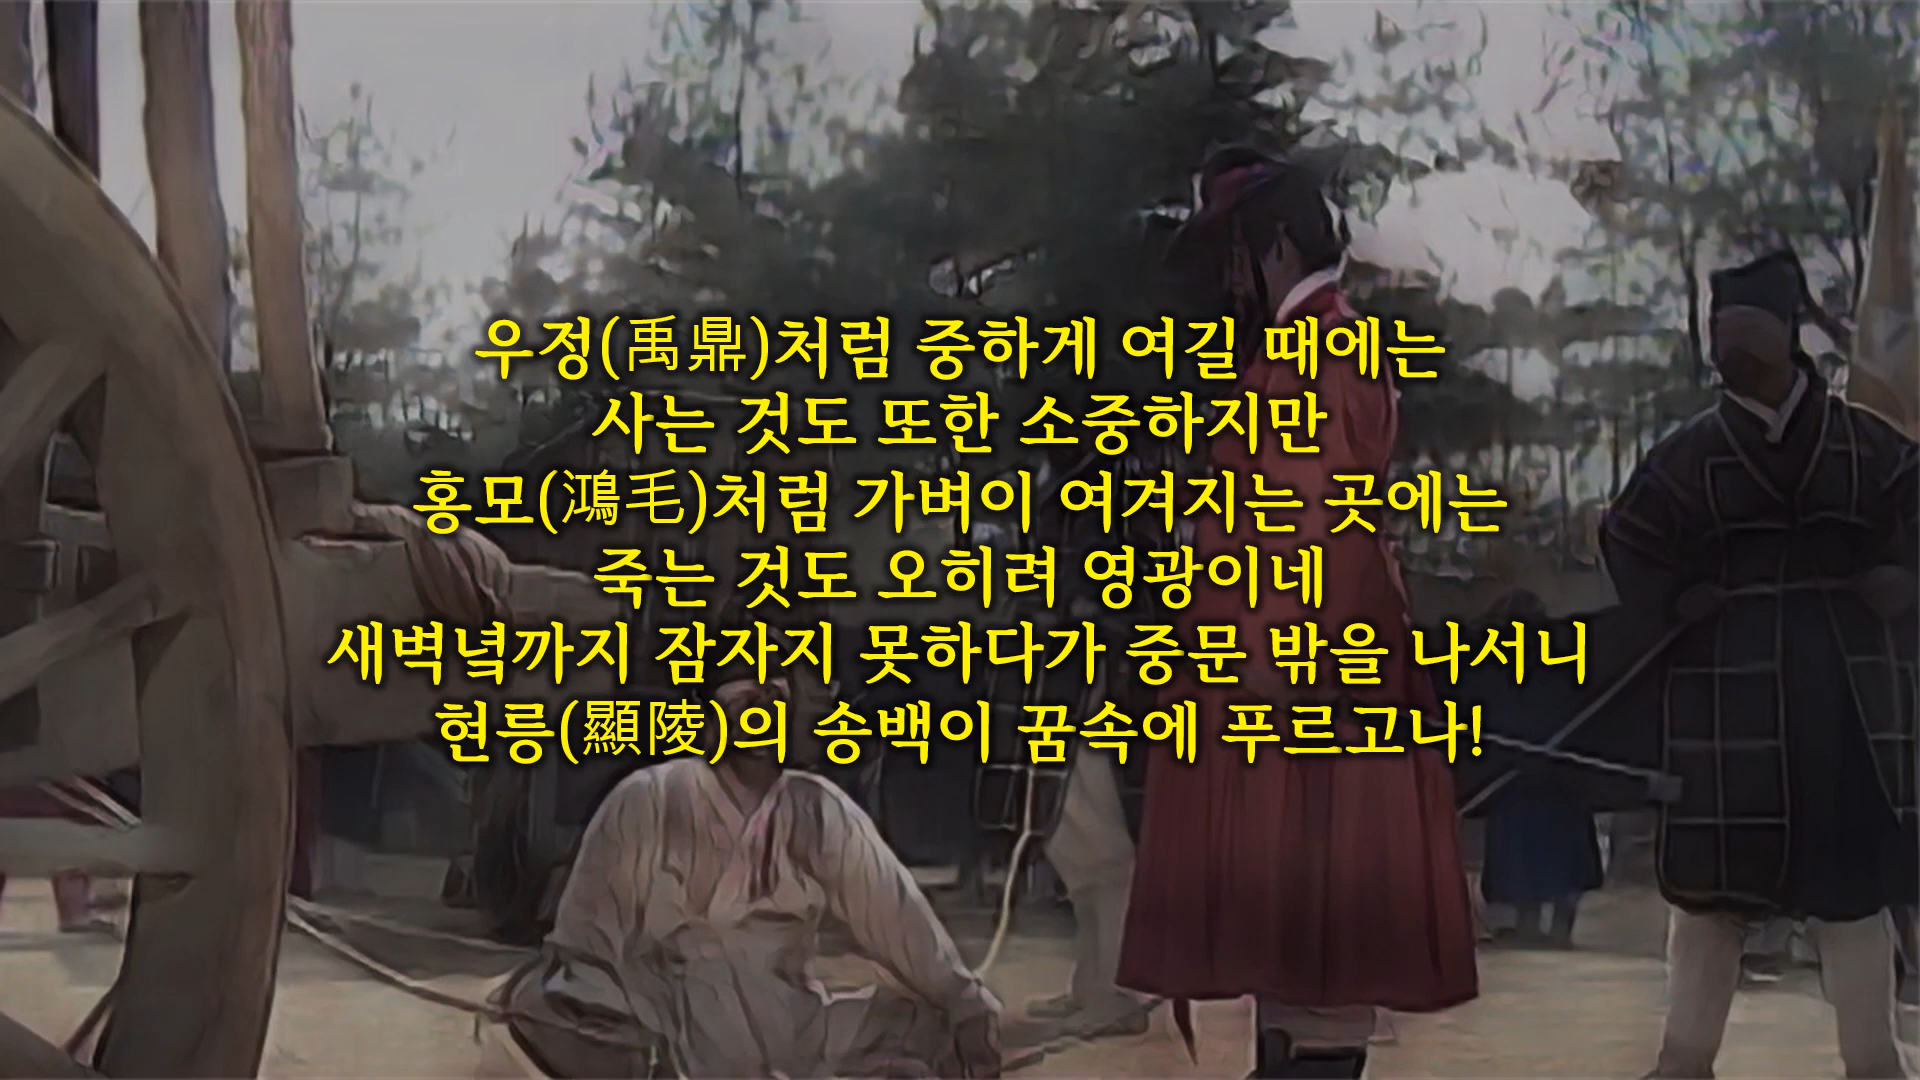 우정(禹鼎)처럼 중하게 여길 때에는
사는 것도 또한 소중하지만
홍모(鴻毛)처럼 가벼이 여겨지는 곳에는
죽는 것도 오히려 영광이네
새벽녘까지 잠자지 못하다가 중문 밖을 나서니
현릉(顯陵)의 송백이 꿈속에 푸르고나!